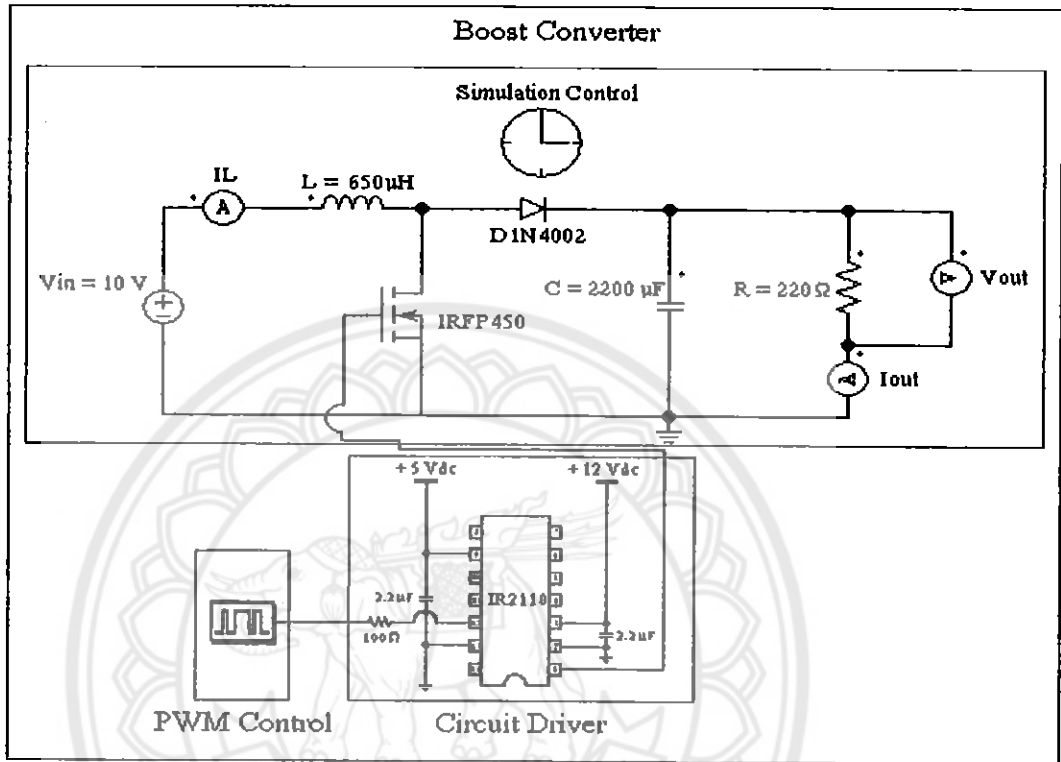 Boost Converter
Simulation Control
IL
L = 650µH
A
D1N4002
Vin = 10 V
C = 2200 µF
R = 220 Ω
Vout
IRFP450
Iout
+5 Vdc
+12 Vdc
2.2uF
IR2110
100Ω
2.2uF
PWM Control
Circuit Driver